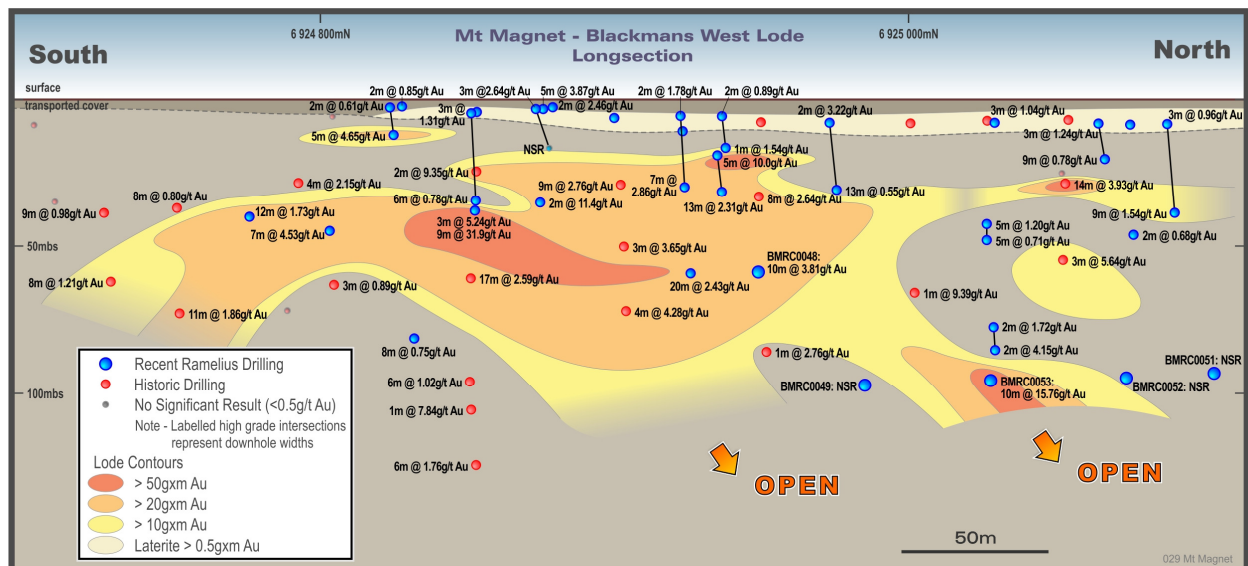 6 924 800mN
6 925 000mN
South
Mt Magnet - Blackmans West Lode
Longsection
North
surface
transported cover
2m @ 0.85g/t Au
2m @ 0.61g/t Au
3m @2.64g/t Au
5m @ 3.87g/t Au
3m @
1.31g/t Au
2m @ 2.46g/t Au
2m @ 1.78g/t Au
2m @ 0.89g/t Au
2m @ 3.22g/t Au
3m @ 1.04g/t Au
3m @ 1.24g/t Au
3m @ 0.96g/t Au
5m @ 4.65g/t Au
NSR
1m @ 1.54g/t Au
5m @ 10.0g/t Au
9m @ 0.78g/t Au
2m @ 9.35g/t Au
4m @ 2.15g/t Au
9m @ 2.76g/t Au
7m @
2.86g/t Au
14m @ 3.93g/t Au
8m @ 0.80g/t Au
6m @ 0.78g/t Au
2m @ 11.4g/t Au
13m @ 2.31g/t Au
8m @ 2.64g/t Au
13m @ 0.55g/t Au
9m @ 0.98g/t Au
12m @ 1.73g/t Au
3m @ 5.24g/t Au
9m @ 31.9g/t Au
9m @ 1.54g/t Au
7m @ 4.53g/t Au
5m @ 1.20g/t Au
5m @ 0.71g/t Au
2m @ 0.68g/t Au
50mbs
3m @ 3.65g/t Au
BMRC0048:
10m @ 3.81g/t Au
3m @ 5.64g/t Au
8m @ 1.21g/t Au
3m @ 0.89g/t Au
17m @ 2.59g/t Au
20m @ 2.43g/t Au
1m @ 9.39g/t Au
11m @ 1.86g/t Au
4m @ 4.28g/t Au
2m @ 1.72g/t Au
8m @ 0.75g/t Au
1m @ 2.76g/t Au
2m @ 4.15g/t Au
BMRC0051: NSR
6m @ 1.02g/t Au
BMRC0049: NSR
BMRC0053:
10m @ 15.76g/t Au
BMRC0052: NSR
100mbs
1m @ 7.84g/t Au
6m @ 1.76g/t Au
OPEN
OPEN
Recent Ramelius Drilling
Historic Drilling
No Significant Result (<0.5g/t Au)
Note - Labelled high grade intersections
represent downhole widths
Lode Contours
> 50gxm Au
> 20gxm Au
> 10gxm Au
Laterite > 0.5gxm Au
50m
029 Mt Magnet